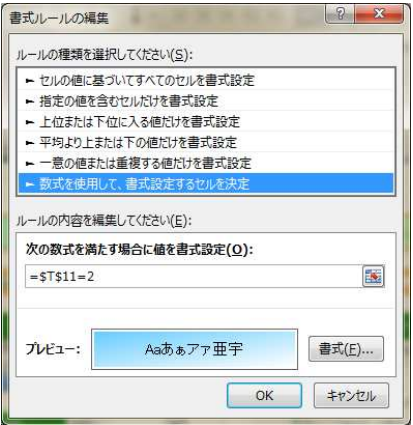 書式ルールの編集
ルールの種類を選択してください(S):
► セルの値に基づいてすべてのセルを書式設定
► 指定の値を含むセルだけを書式設定
► 上位または下位に入る値だけを書式設定
► 平均より上または下の値だけを書式設定
► 一意の値または重複する値だけを書式設定
► 数式を使用して、書式設定するセルを決定
ルールの内容を編集してください(E):
次の数式を満たす場合に値を書式設定(O):
=$T$11=2
プレビュー: Aaあぁアァ亜宇 書式(F)...
OK キャンセル